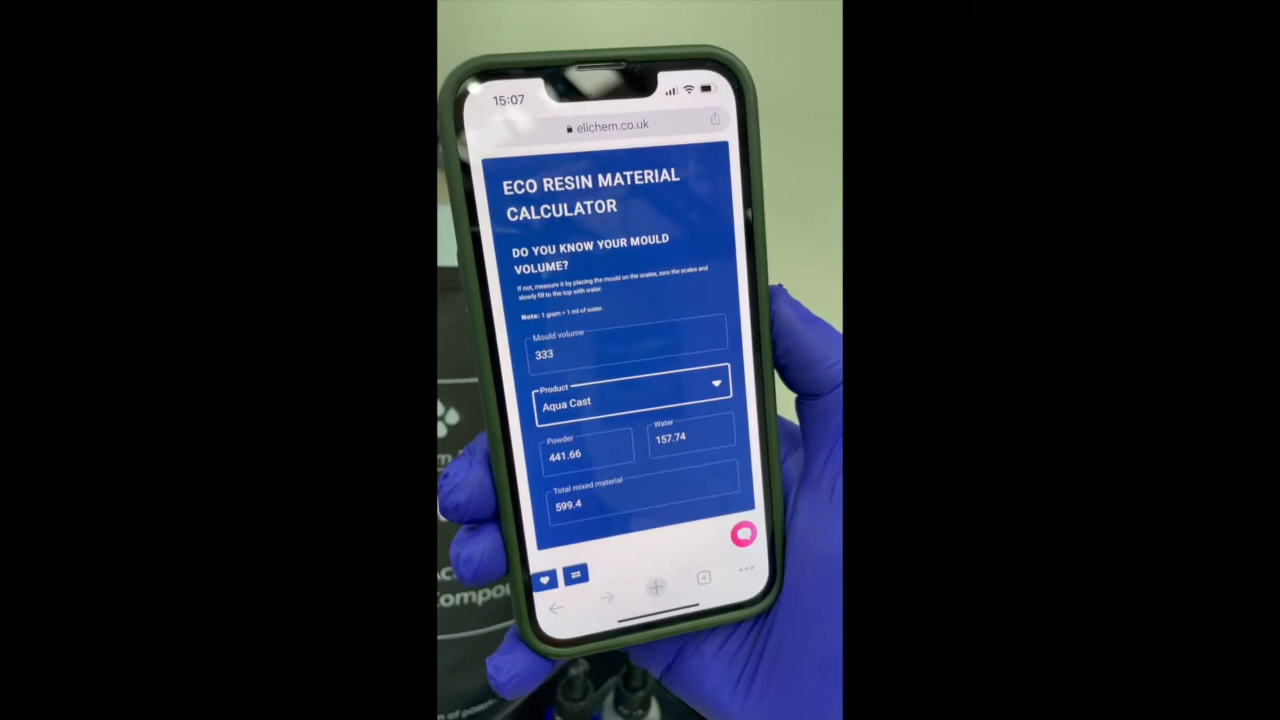 15:07
elichem.co.uk
ECO RESIN MATERIAL
CALCULATOR
DO YOU KNOW YOUR MOULD
VOLUME?
If not, measure it by placing the mould on the scales, zero the scales and
slowly fill to the top with water.
Note: 1 gram = 1 ml of water.
Mould volume
333
Product
Aqua Cast
Powder
441.66
Water
157.74
Total mixed material
599.4
4
Compou